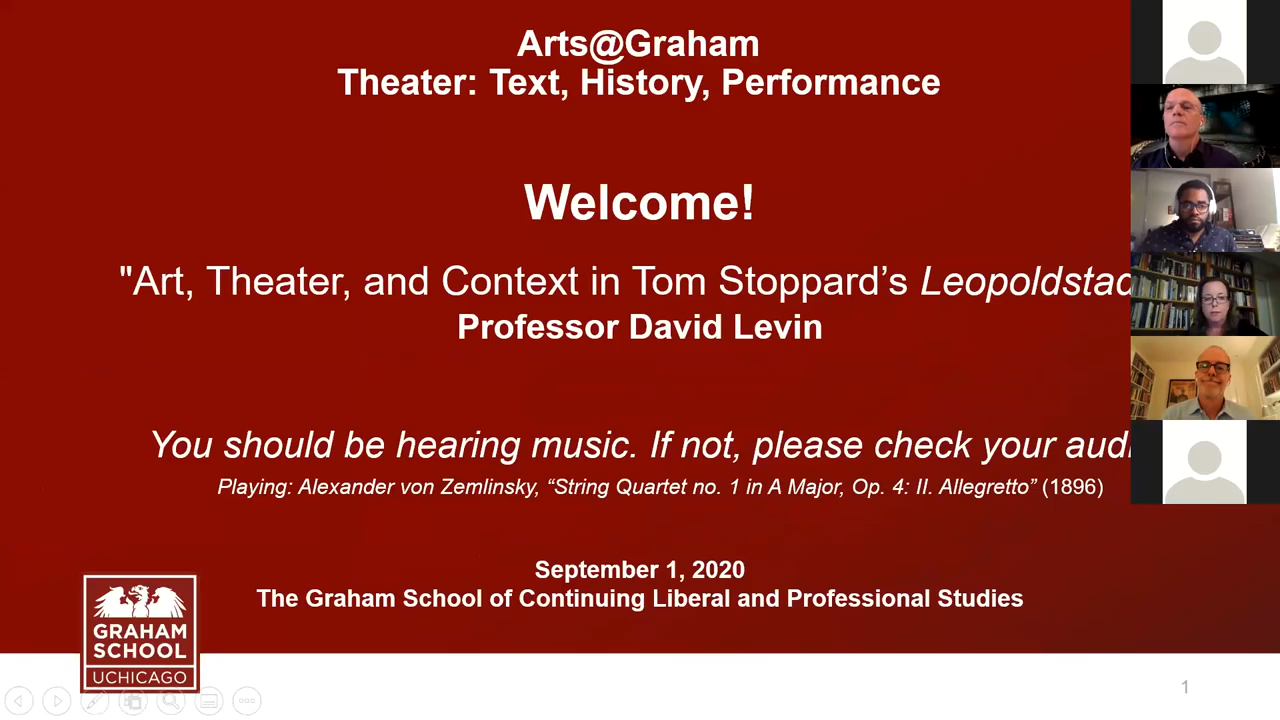 Arts@Graham
Theater: Text, History, Performance
Welcome!
"Art, Theater, and Context in Tom Stoppard’s
Professor David Levin
You should be hearing music. If not, please check your
Playing: Alexander von Zemlinsky, “String Quartet no. 1 in A Major, Op. 4: II. Allegretto” (1896)
September 1, 2020
The Graham School of Continuing Liberal and Professional Studies
GRAHAM
SCHOOL
UCHICAGO
1